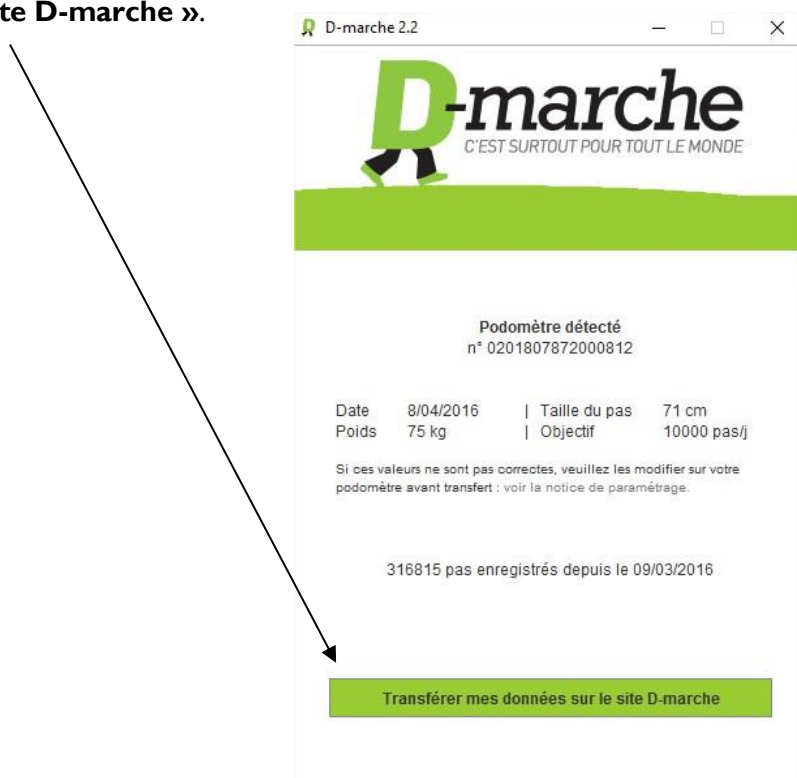 te D-marche ».
D-marche 2.2
D-marche
C'EST SURTOUT POUR TOUT LE MONDE
Podomètre détecté
n° 0201807872000812
Date 8/04/2016 | Taille du pas 71 cm
Poids 75 kg | Objectif 10000 pas/j
Si ces valeurs ne sont pas correctes, veuillez les modifier sur votre
podomètre avant transfert : voir la notice de paramétrage.
316815 pas enregistrés depuis le 09/03/2016
Transférer mes données sur le site D-marche